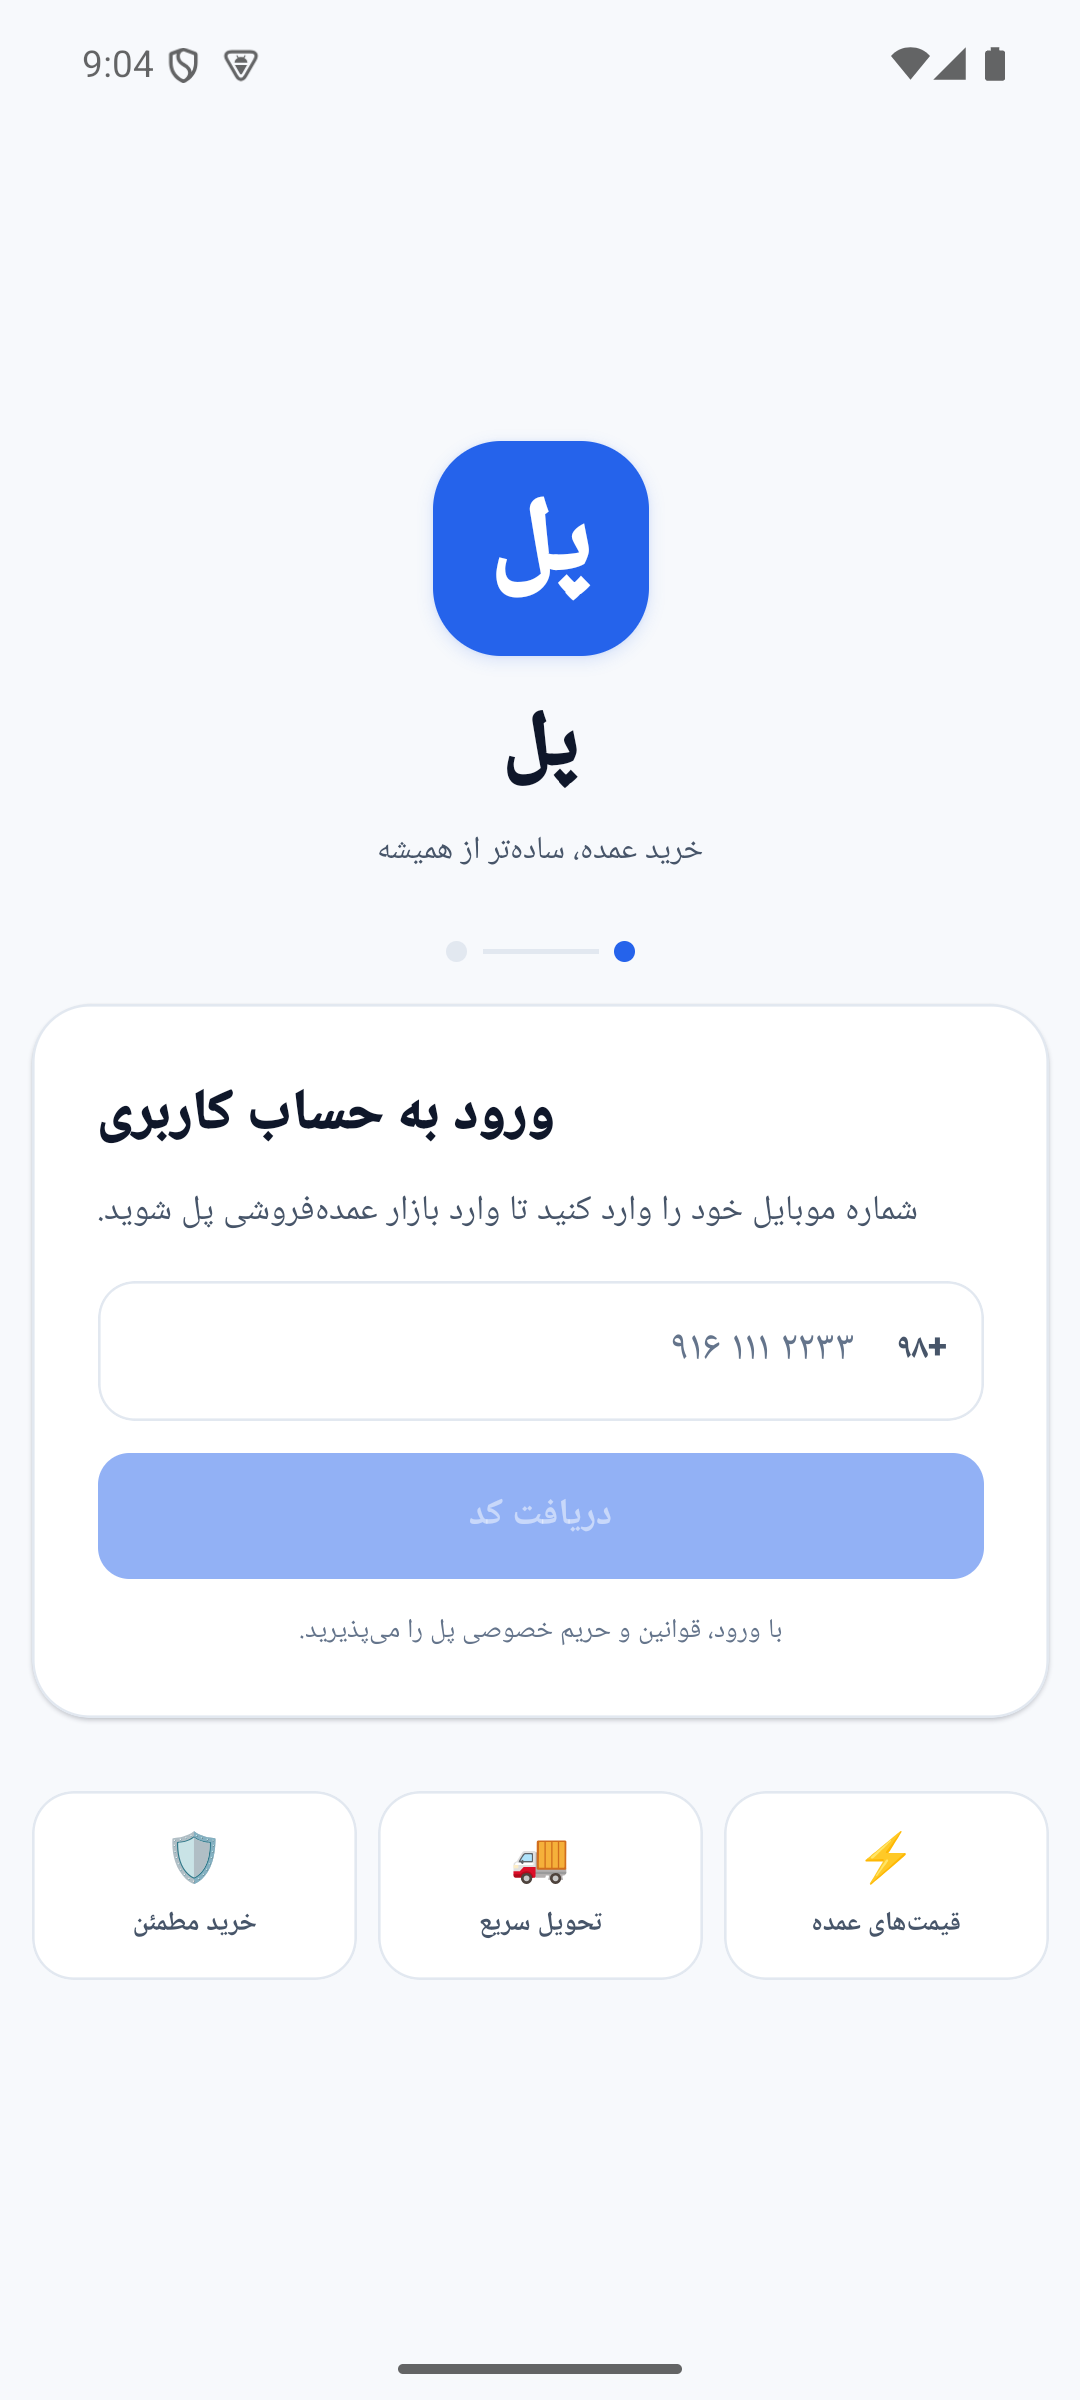 9:04
پل
پل
خرید عمده، ساده‌تر از همیشه
ورود به حساب کاربری
شماره موبایل خود را وارد کنید تا وارد بازار عمده‌فروشی پل شوید.
+۹۸ ۹۱۶ ۱۱۱ ۲۲۳۳
دریافت کد
با ورود، قوانین و حریم خصوصی پل را می‌پذیرید.
قیمت‌های عمده
تحویل سریع
خرید مطمئن